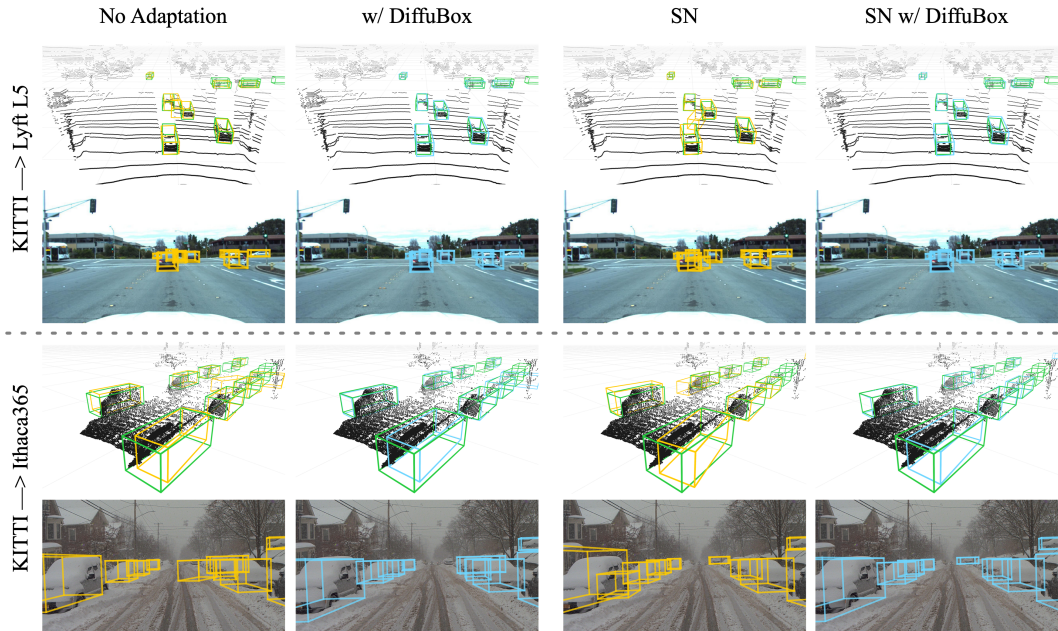 No Adaptation
w/ DiffuBox
SN
SN w/ DiffuBox
KITTI —> Lyft L5
KITTI —> Ithaca365